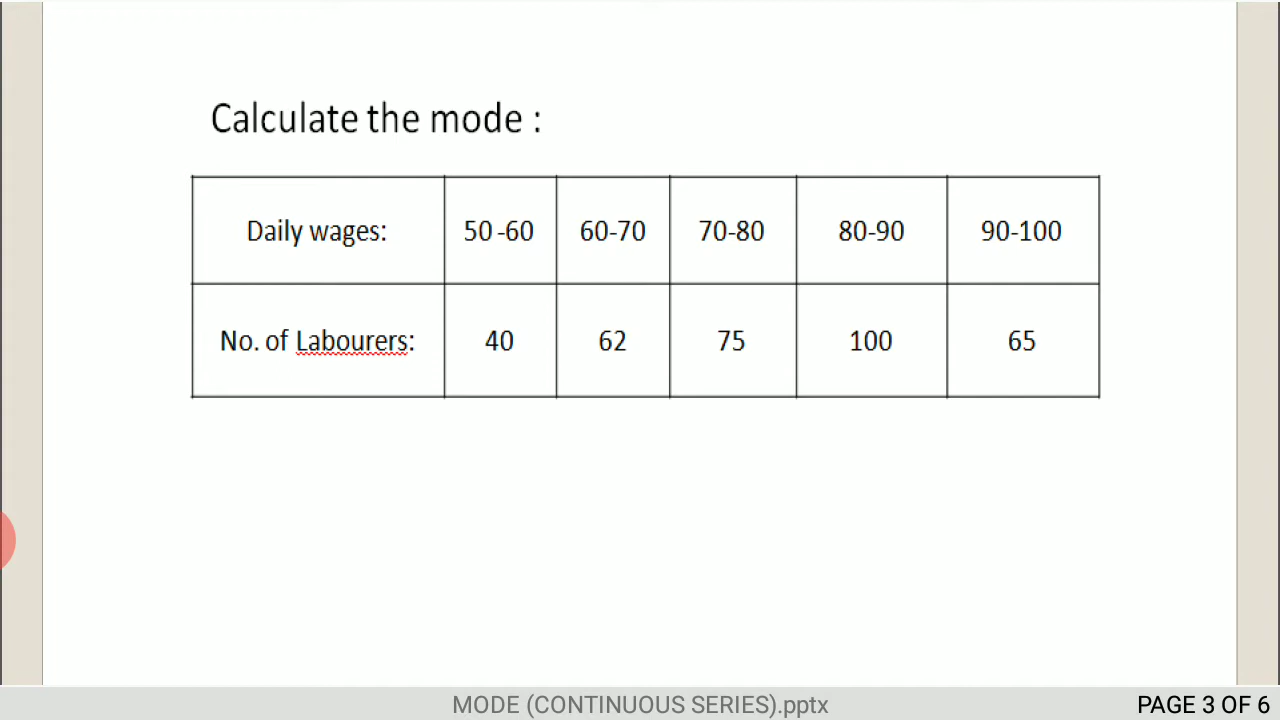 Calculate the mode :
Daily wages: 50 -60 60-70 70-80 80-90 90-100
No. of Labourers: 40 62 75 100 65
MODE (CONTINUOUS SERIES).pptx PAGE 3 OF 6